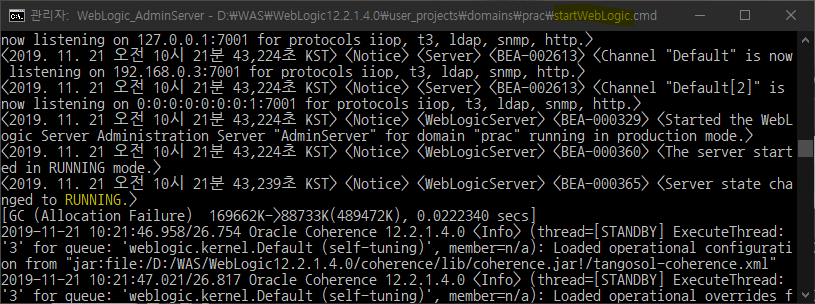 관리자: WebLogic_AdminServer - D:₩WAS₩WebLogic12.2.1.4.0₩user_projects₩domains₩prac₩startWebLogic.cmd
now listening on 127.0.0.1:7001 for protocols iiop, t3, ldap, snmp, http.>
<2019. 11. 21 오전 10시 21분 43,224초 KST> <Notice> <Server> <BEA-002613> <Channel "Default" is now
listening on 192.168.0.3:7001 for protocols iiop, t3, ldap, snmp, http.>
<2019. 11. 21 오전 10시 21분 43,224초 KST> <Notice> <Server> <BEA-002613> <Channel "Default[2]" is
now listening on 0:0:0:0:0:0:0:1:7001 for protocols iiop, t3, ldap, snmp, http.>
<2019. 11. 21 오전 10시 21분 43,224초 KST> <Notice> <WebLogicServer> <BEA-000329> <Started the WebL
ogic Server Administration Server "AdminServer" for domain "prac" running in production mode.>
<2019. 11. 21 오전 10시 21분 43,224초 KST> <Notice> <WebLogicServer> <BEA-000360> <The server start
ed in RUNNING mode.>
<2019. 11. 21 오전 10시 21분 43,239초 KST> <Notice> <WebLogicServer> <BEA-000365> <Server state cha
nged to RUNNING.>
[GC (Allocation Failure)  169662K->88733K(489472K), 0.0222340 secs]
2019-11-21 10:21:46.958/26.754 Oracle Coherence 12.2.1.4.0 <Info> (thread=[STANDBY] ExecuteThread:
'3' for queue: 'weblogic.kernel.Default (self-tuning)', member=n/a): Loaded operational configurati
on from "jar:file:/D:/WAS/WebLogic12.2.1.4.0/coherence/lib/coherence.jar!/tangosol-coherence.xml"
2019-11-21 10:21:47.021/26.817 Oracle Coherence 12.2.1.4.0 <Info> (thread=[STANDBY] ExecuteThread:
'3' for queue: 'weblogic.kernel.Default (self-tuning)', member=n/a): Loaded operational overrides f